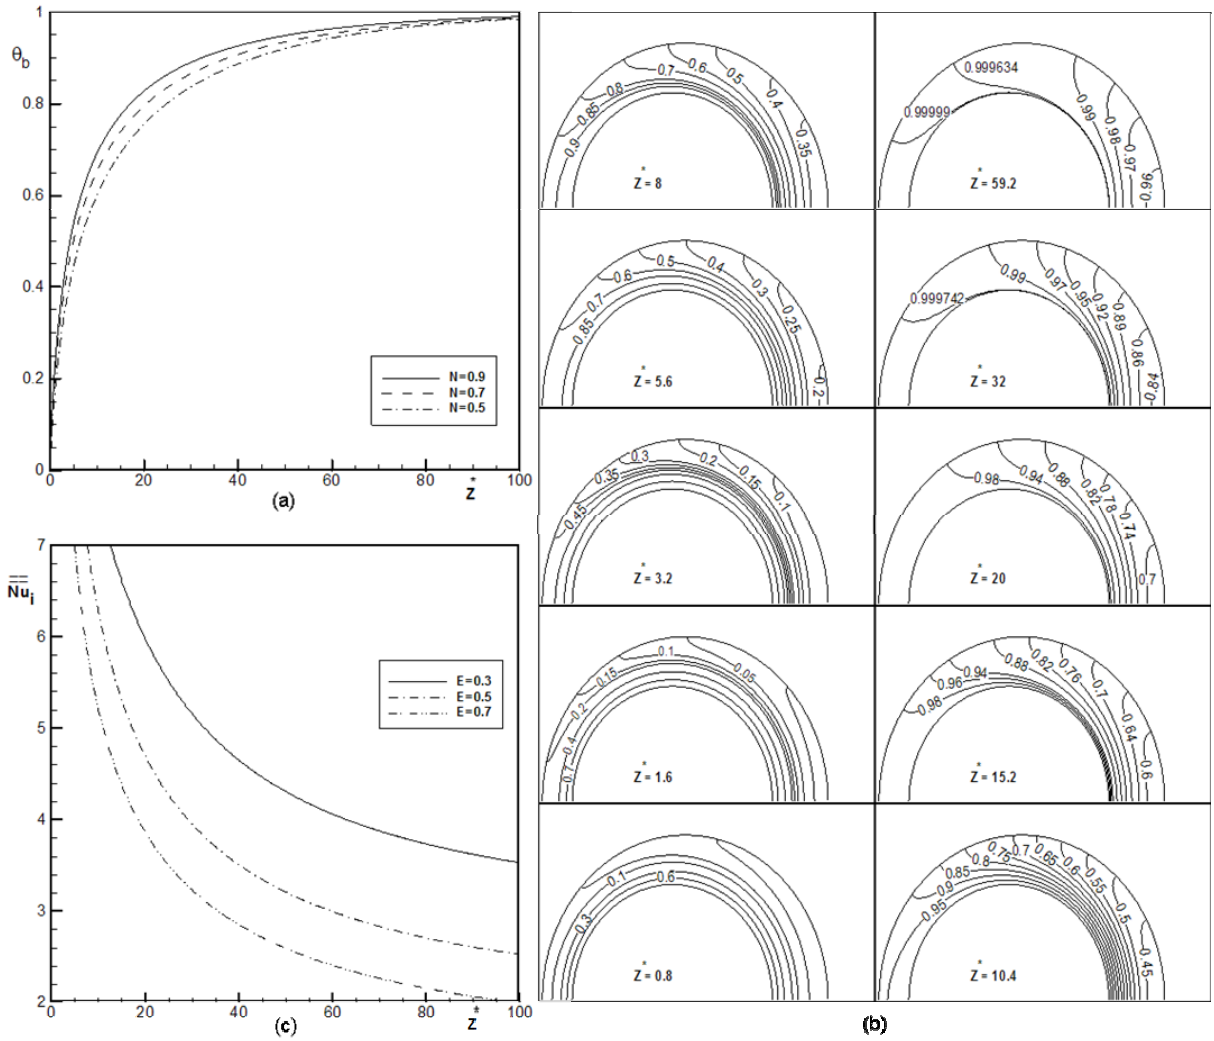 1
θb
0.8
0.6
0.4
0.2
0
N=0.9
N=0.7
N=0.5
0 20 40 60 80 100
Z*
(a)
7
Nui
6
5
4
3
2
E=0.3
E=0.5
E=0.7
0 20 40 60 80 100
Z*
(c)
0.9 0.85 0.8 0.7 0.6 0.5 0.4 0.35
Z* = 8
0.99999 0.999634 0.99 0.98 0.97 0.96
Z* = 59.2
0.85 0.7 0.6 0.5 0.4 0.3 0.25 0.2
Z* = 5.6
0.999742 0.99 0.97 0.95 0.92 0.89 0.86 0.84
Z* = 32
0.45 0.35 0.3 0.2 0.15 0.1
Z* = 3.2
0.98 0.94 0.88 0.82 0.78 0.74 0.7
Z* = 20
0.7 0.4 0.2 0.15 0.1 0.05
Z* = 1.6
0.98 0.96 0.94 0.88 0.82 0.76 0.7 0.64 0.6
Z* = 15.2
0.3 0.1 0.6
Z* = 0.8
0.95 0.9 0.85 0.8 0.75 0.7 0.65 0.6 0.55 0.5 0.45
Z* = 10.4
(b)